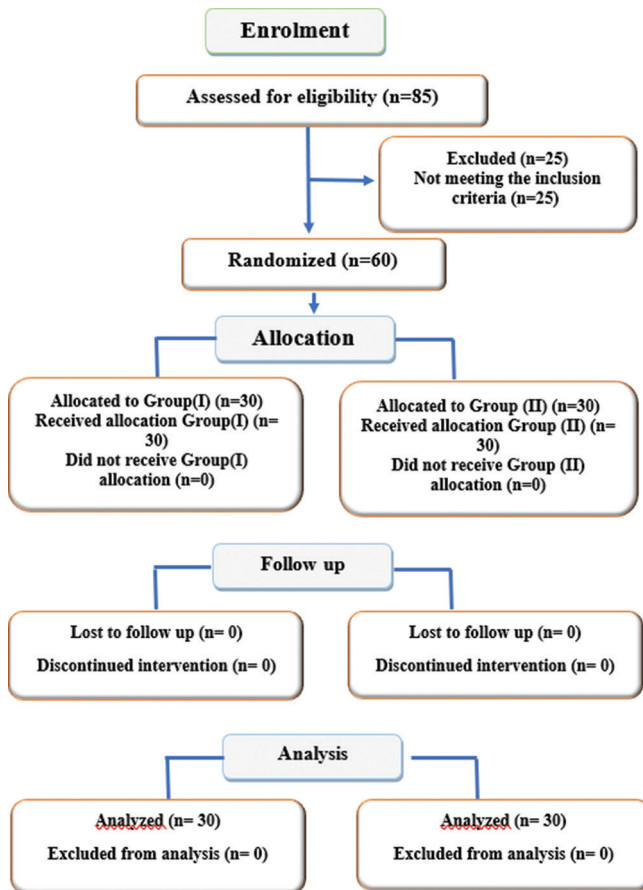 Enrolment
Assessed for eligibility (n=85)
Excluded (n=25)
Not meeting the inclusion
criteria (n=25)
Randomized (n=60)
Allocation
Allocated to Group(I) (n=30)
Received allocation Group(I) (n=
30)
Did not receive Group(I)
allocation (n=0)
Allocated to Group (II) (n=30)
Received allocation Group (II) (n=
30)
Did not receive Group (II)
allocation (n=0)
Follow up
Lost to follow up (n= 0)
Discontinued intervention (n= 0)
Lost to follow up (n= 0)
Discontinued intervention (n= 0)
Analysis
Analyzed (n= 30)
Excluded from analysis (n= 0)
Analyzed (n= 30)
Excluded from analysis (n= 0)